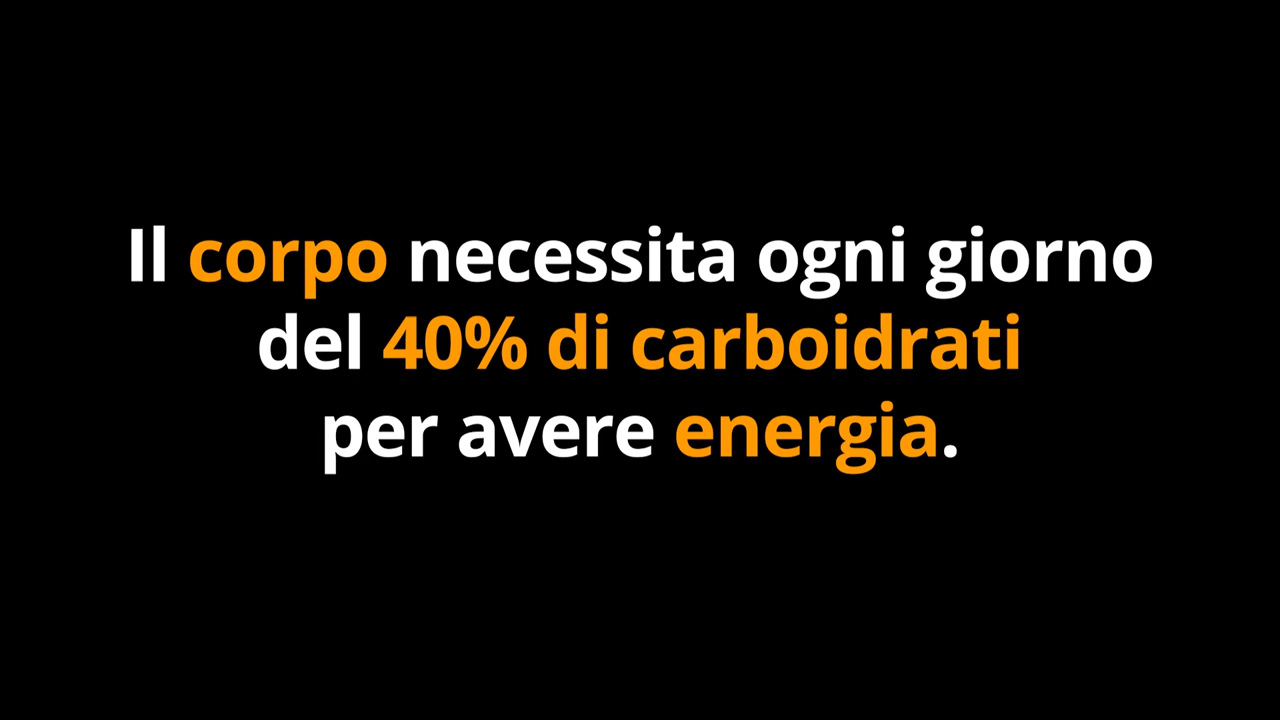 Il corpo necessita ogni giorno
del 40% di carboidrati
per avere energia.